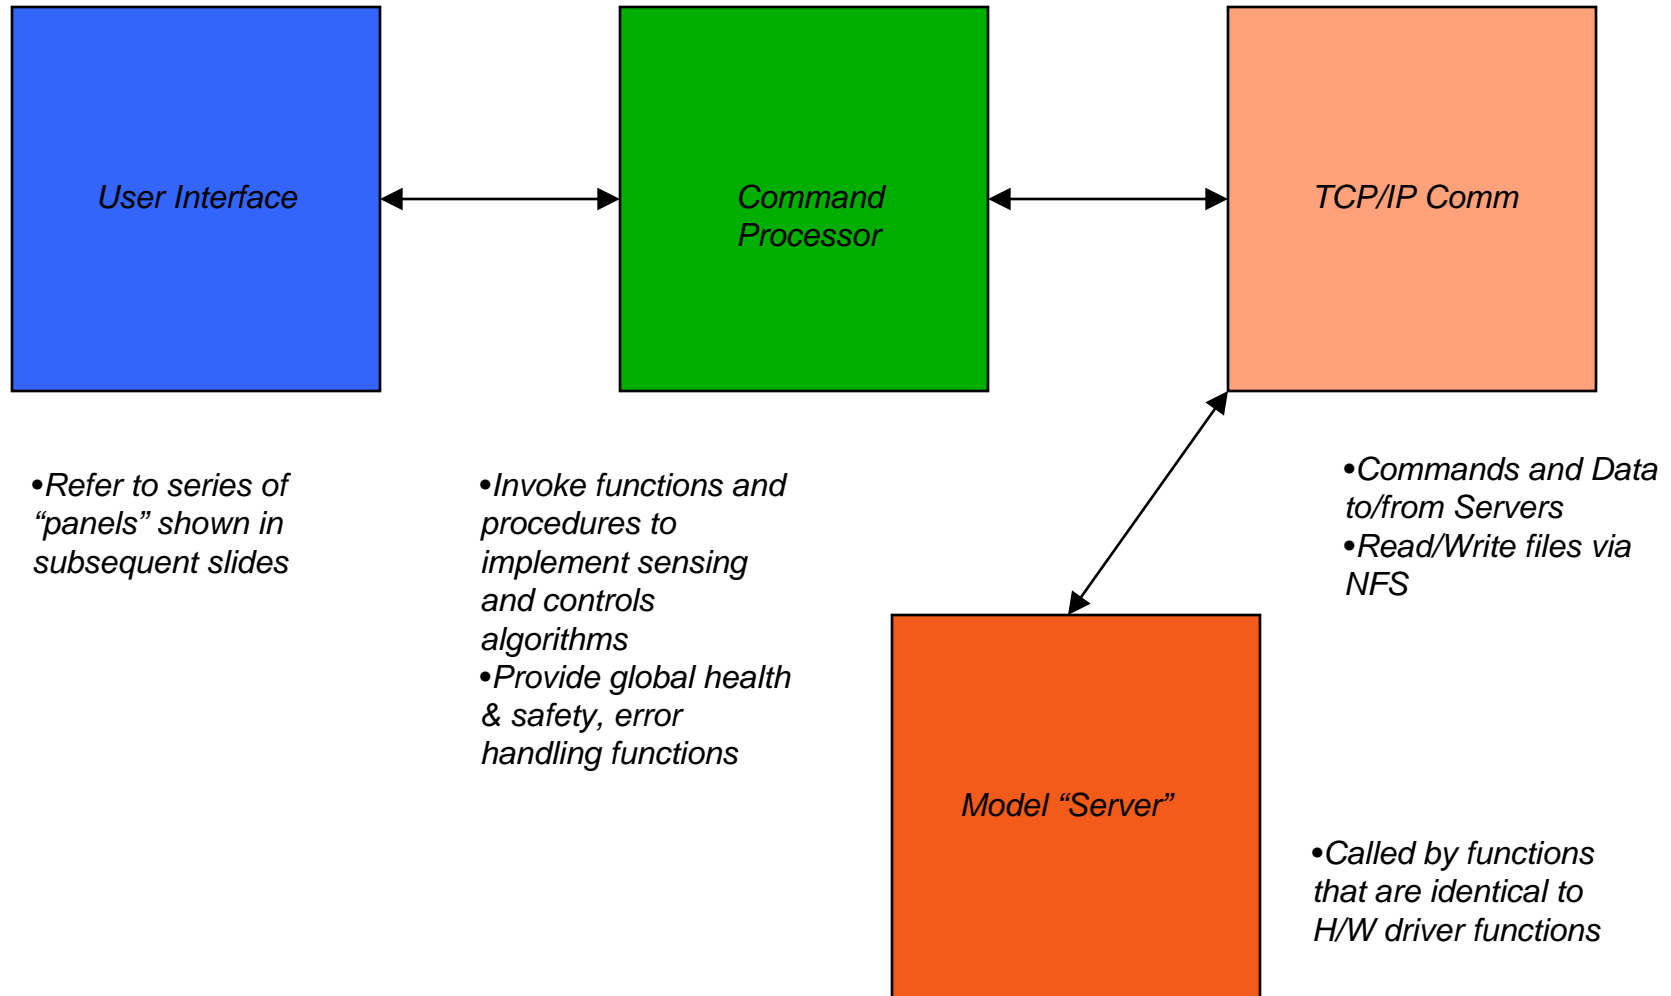 User Interface
Command
Processor
TCP/IP Comm
•Refer to series of
“panels” shown in
subsequent slides
•Invoke functions and
procedures to
implement sensing
and controls
algorithms
•Provide global health
& safety, error
handling functions
•Commands and Data
to/from Servers
•Read/Write files via
NFS
Model “Server”
•Called by functions
that are identical to
H/W driver functions